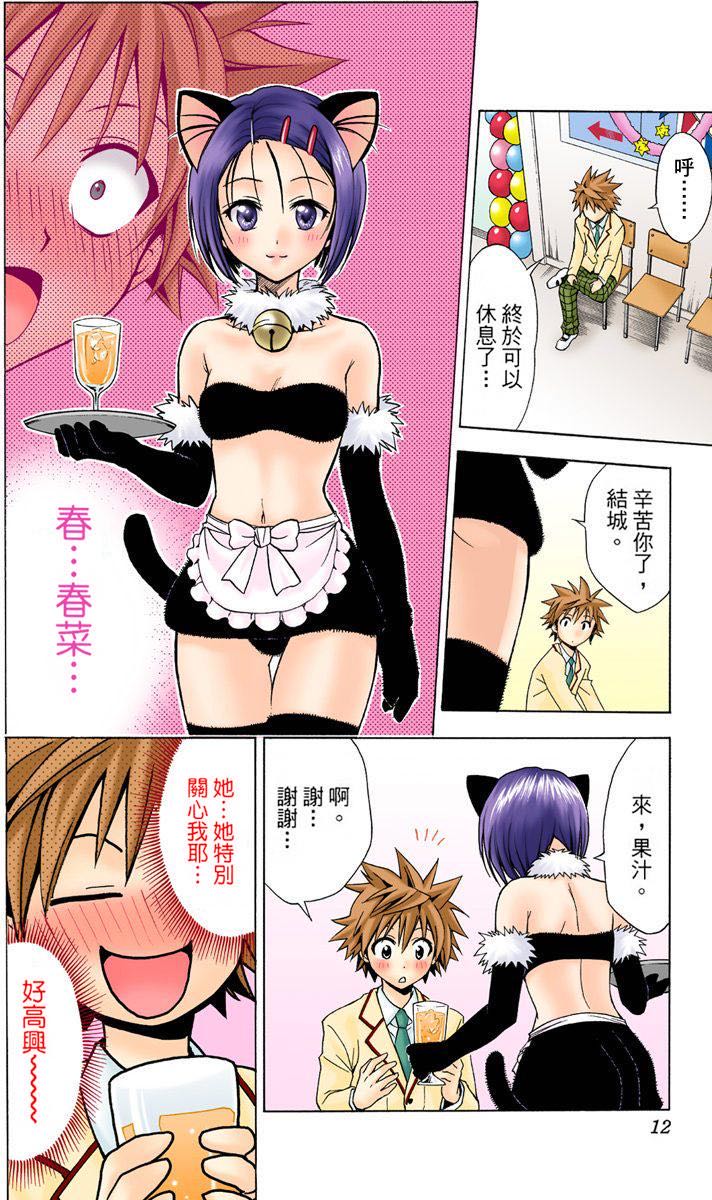 呼……
終於可以
休息了…
辛苦你了，
結城。
春…春菜…
來，果汁。
啊。
謝…
謝謝…
她…她特別
關心我耶…
好高興～～～～
12